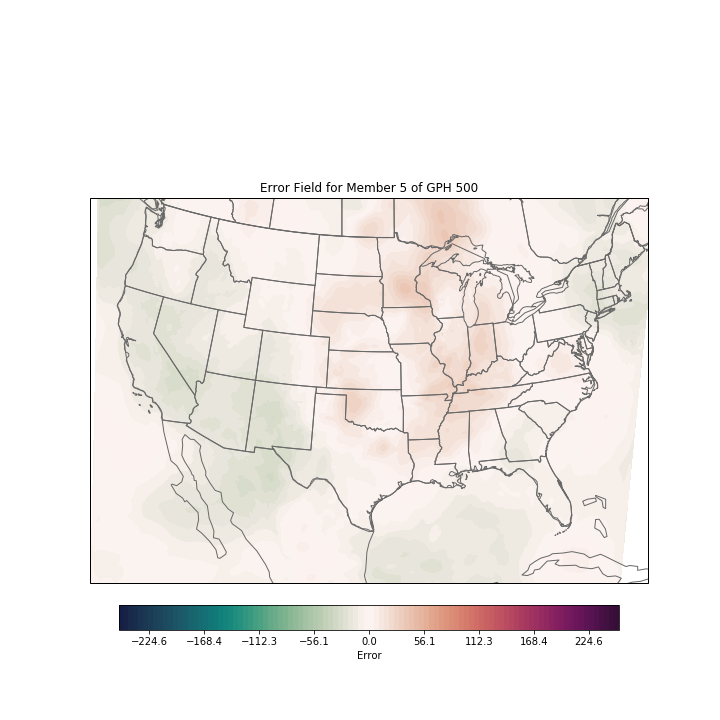 Error Field for Member 5 of GPH 500
−224.6 −168.4 −112.3 −56.1 0.0 56.1 112.3 168.4 224.6
Error